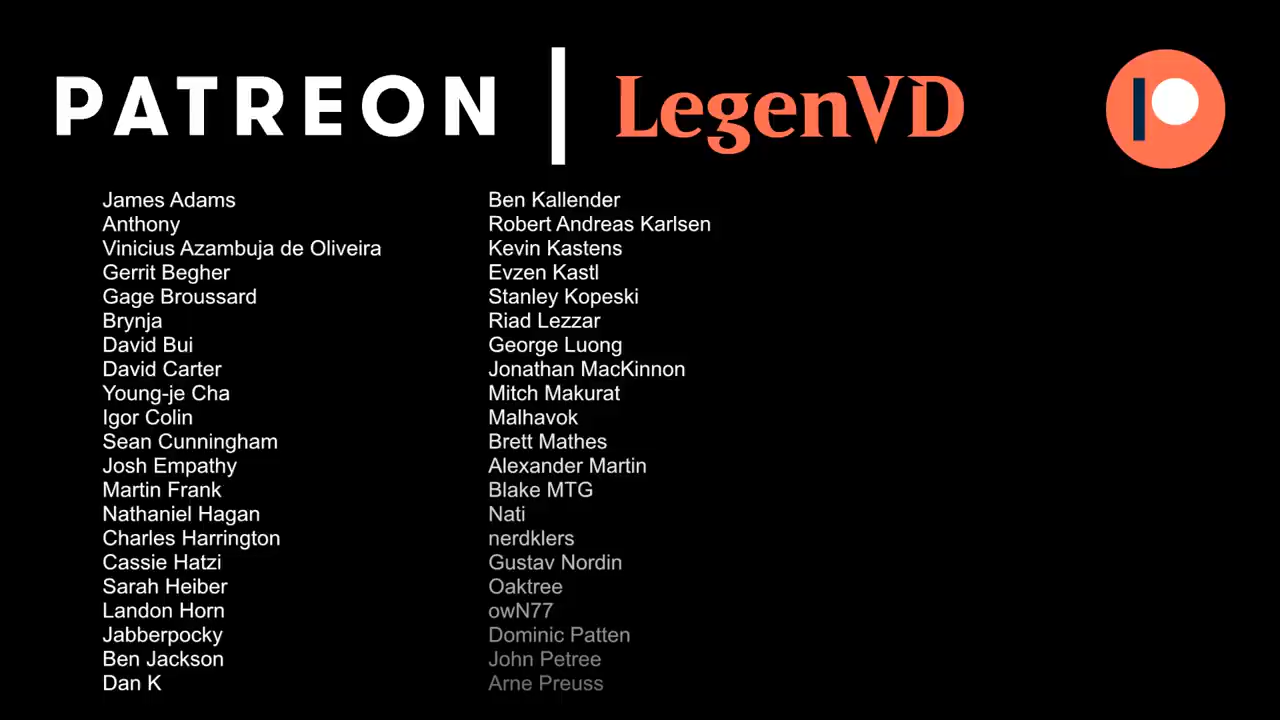 PATREON | LegenVD
James Adams
Anthony
Vinicius Azambuja de Oliveira
Gerrit Begher
Gage Broussard
Brynja
David Bui
David Carter
Young-je Cha
Igor Colin
Sean Cunningham
Josh Empathy
Martin Frank
Nathaniel Hagan
Charles Harrington
Cassie Hatzi
Sarah Heiber
Landon Horn
Jabberpocky
Ben Jackson
Dan K
Ben Kallender
Robert Andreas Karlsen
Kevin Kastens
Evzen Kastl
Stanley Kopeski
Riad Lezzar
George Luong
Jonathan MacKinnon
Mitch Makurat
Malhavok
Brett Mathes
Alexander Martin
Blake MTG
Nati
nerdklers
Gustav Nordin
Oaktree
owN77
Dominic Patten
John Petree
Arne Preuss